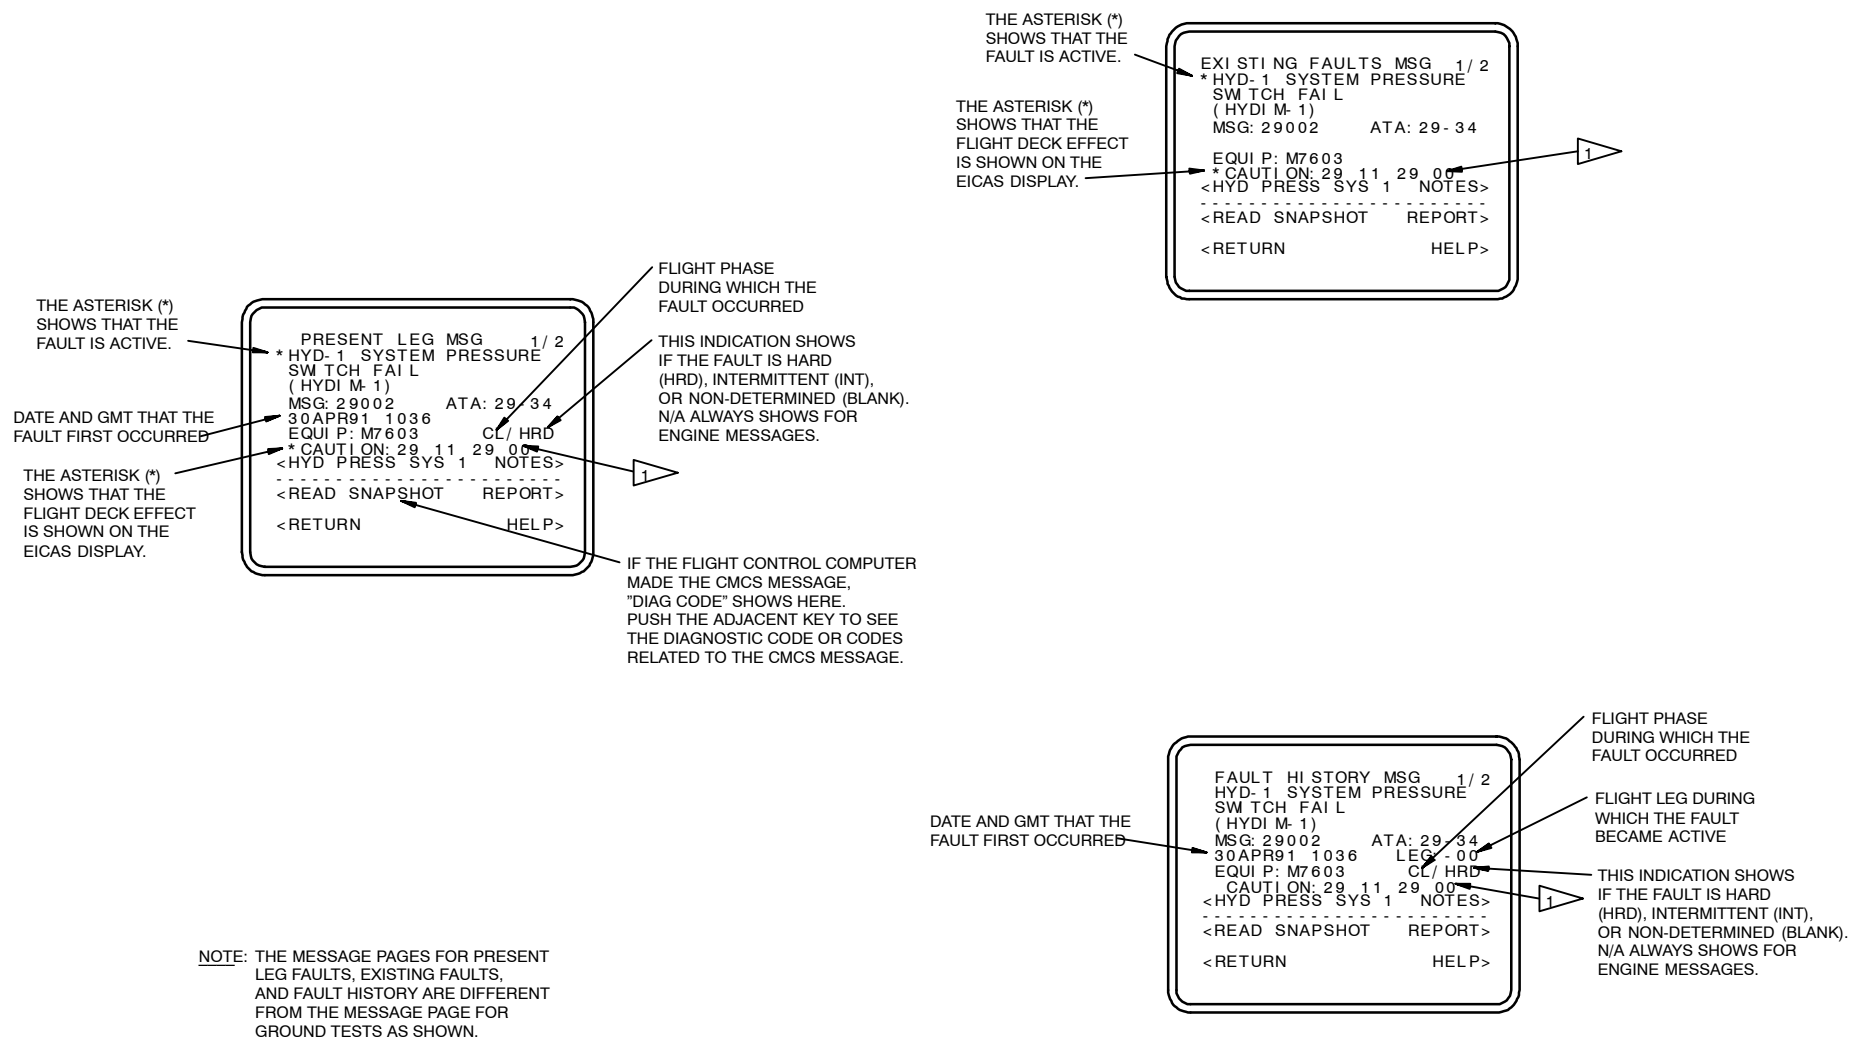 THE ASTERISK (*)
SHOWS THAT THE
FAULT IS ACTIVE.
THE ASTERISK (*)
SHOWS THAT THE
FLIGHT DECK EFFECT
IS SHOWN ON THE
EICAS DISPLAY.
EXISTING FAULTS MSG 1/2
*HYD-1 SYSTEM PRESSURE
SWITCH FAIL
(HYDIM-1)
MSG:29002 ATA:29-34
EQUIP:M7603
*CAUTION:29 11 29 00
<HYD PRESS SYS 1 NOTES>
------------------------
<READ SNAPSHOT REPORT>
<RETURN HELP>
1
THE ASTERISK (*)
SHOWS THAT THE
FAULT IS ACTIVE.
DATE AND GMT THAT THE
FAULT FIRST OCCURRED
THE ASTERISK (*)
SHOWS THAT THE
FLIGHT DECK EFFECT
IS SHOWN ON THE
EICAS DISPLAY.
PRESENT LEG MSG 1/2
*HYD-1 SYSTEM PRESSURE
SWITCH FAIL
(HYDIM-1)
MSG:29002 ATA:29-34
30APR91 1036
EQUIP:M7603 CL/HRD
*CAUTION:29 11 29 00
<HYD PRESS SYS 1 NOTES>
------------------------
<READ SNAPSHOT REPORT>
<RETURN HELP>
FLIGHT PHASE
DURING WHICH THE
FAULT OCCURRED
THIS INDICATION SHOWS
IF THE FAULT IS HARD
(HRD), INTERMITTENT (INT),
OR NON-DETERMINED (BLANK).
N/A ALWAYS SHOWS FOR
ENGINE MESSAGES.
1
IF THE FLIGHT CONTROL COMPUTER
MADE THE CMCS MESSAGE,
"DIAG CODE" SHOWS HERE.
PUSH THE ADJACENT KEY TO SEE
THE DIAGNOSTIC CODE OR CODES
RELATED TO THE CMCS MESSAGE.
DATE AND GMT THAT THE
FAULT FIRST OCCURRED
FAULT HISTORY MSG 1/2
HYD-1 SYSTEM PRESSURE
SWITCH FAIL
(HYDIM-1)
MSG:29002 ATA:29-34
30APR91 1036 LEG:-00
EQUIP:M7603 CL/HRD
CAUTION:29 11 29 00
<HYD PRESS SYS 1 NOTES>
------------------------
<READ SNAPSHOT REPORT>
<RETURN HELP>
FLIGHT PHASE
DURING WHICH THE
FAULT OCCURRED
FLIGHT LEG DURING
WHICH THE FAULT
BECAME ACTIVE
THIS INDICATION SHOWS
IF THE FAULT IS HARD
(HRD), INTERMITTENT (INT),
OR NON-DETERMINED (BLANK).
N/A ALWAYS SHOWS FOR
ENGINE MESSAGES.
1
NOTE: THE MESSAGE PAGES FOR PRESENT
LEG FAULTS, EXISTING FAULTS,
AND FAULT HISTORY ARE DIFFERENT
FROM THE MESSAGE PAGE FOR
GROUND TESTS AS SHOWN.